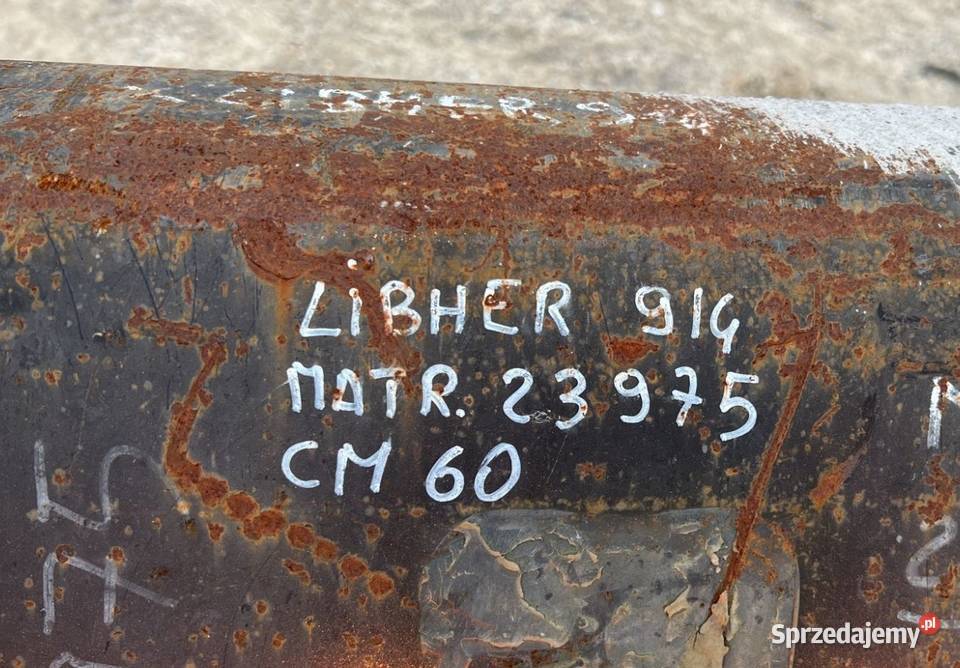 LIBHER 914
MATR. 23975
CM 60
Sprzedajemy.pl